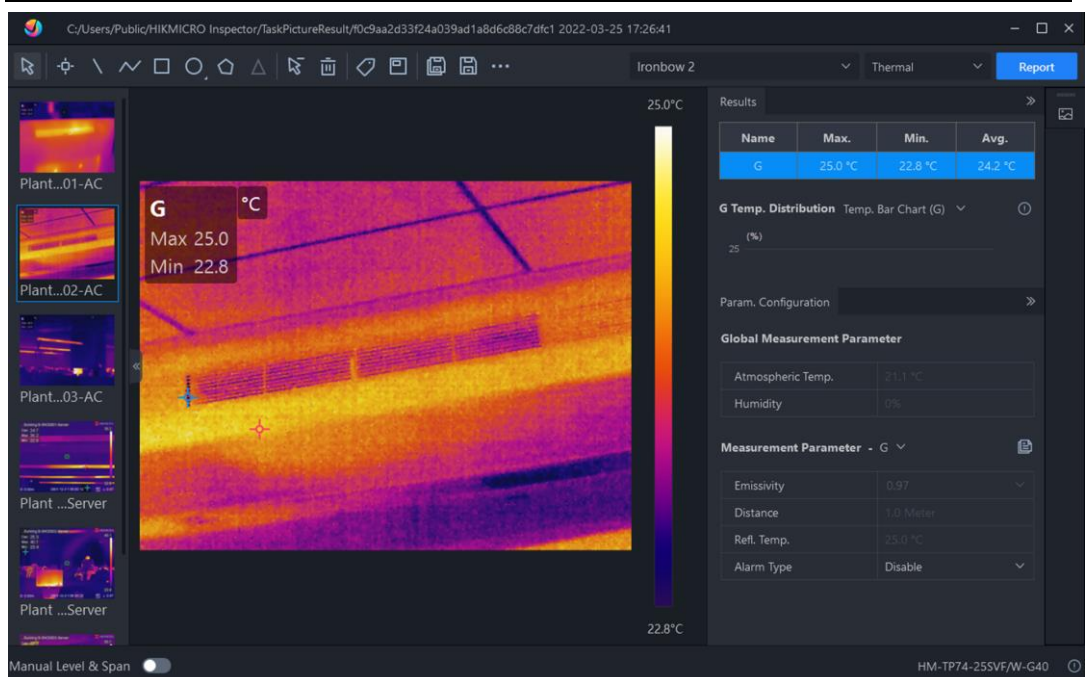 C:/Users/Public/HIKMICRO Inspector/TaskPictureResult/f0c9aa2d33f24a039ad1a8d6c88c7dfc1 2022-03-25 17:26:41
Ironbow 2
Thermal
Report
Plant...01-AC
Plant...02-AC
Plant...03-AC
Plant ...Server
Plant ...Server
G °C
Max 25.0
Min 22.8
25.0°C
22.8°C
Results
Name Max. Min. Avg.
G 25.0 °C 22.8 °C 24.2 °C
G Temp. Distribution Temp. Bar Chart (G)
(%)
25
Param. Configuration
Global Measurement Parameter
Atmospheric Temp. 21.1 °C
Humidity 0%
Measurement Parameter - G
Emissivity 0.97
Distance 1.0 Meter
Refl. Temp. 25.0 °C
Alarm Type Disable
Manual Level & Span
HM-TP74-25SVF/W-G40